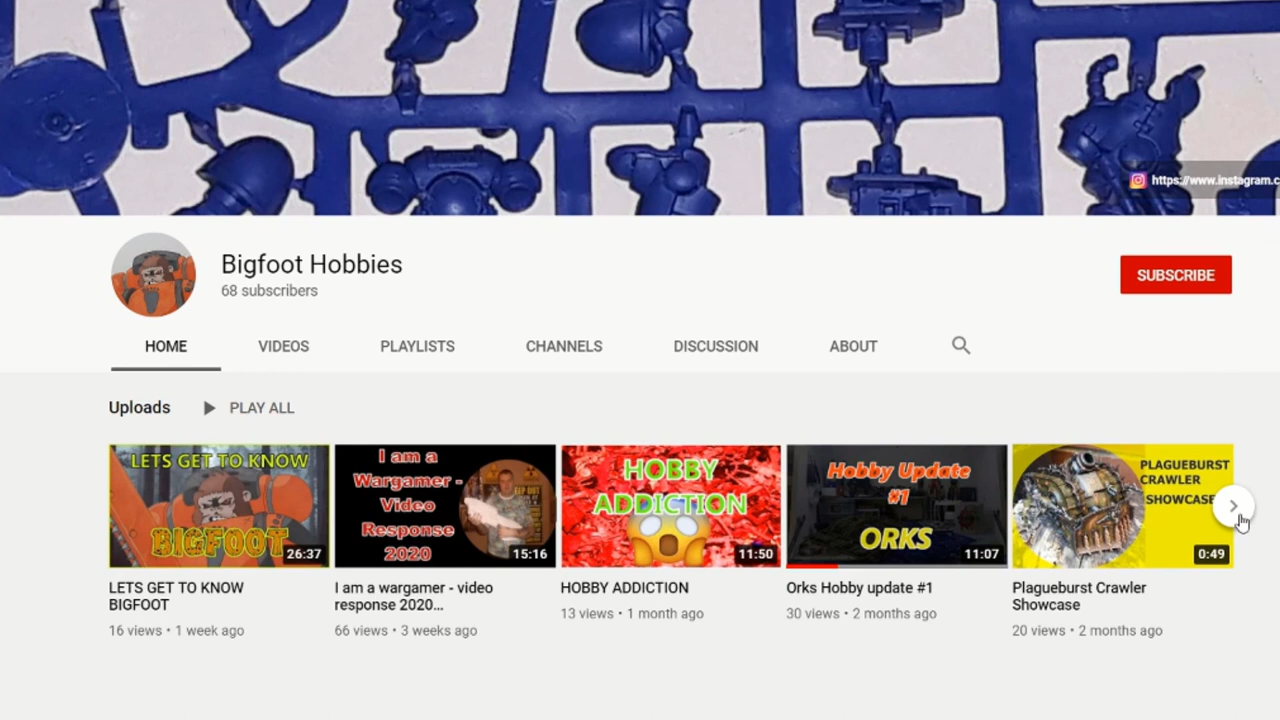 https://www.instagram.c
Bigfoot Hobbies
68 subscribers
SUBSCRIBE
HOME VIDEOS PLAYLISTS CHANNELS DISCUSSION ABOUT
Uploads PLAY ALL
LETS GET TO KNOW
BIGFOOT
26:37
I am a
Wargamer -
Video
Response
2020
15:16
HOBBY
ADDICTION
11:50
Hobby Update
#1
ORKS
11:07
PLAGUEBURST
CRAWLER
SHOWCASE
0:49
LETS GET TO KNOW
BIGFOOT
16 views • 1 week ago
I am a wargamer - video
response 2020...
66 views • 3 weeks ago
HOBBY ADDICTION
13 views • 1 month ago
Orks Hobby update #1
30 views • 2 months ago
Plagueburst Crawler
Showcase
20 views • 2 months ago